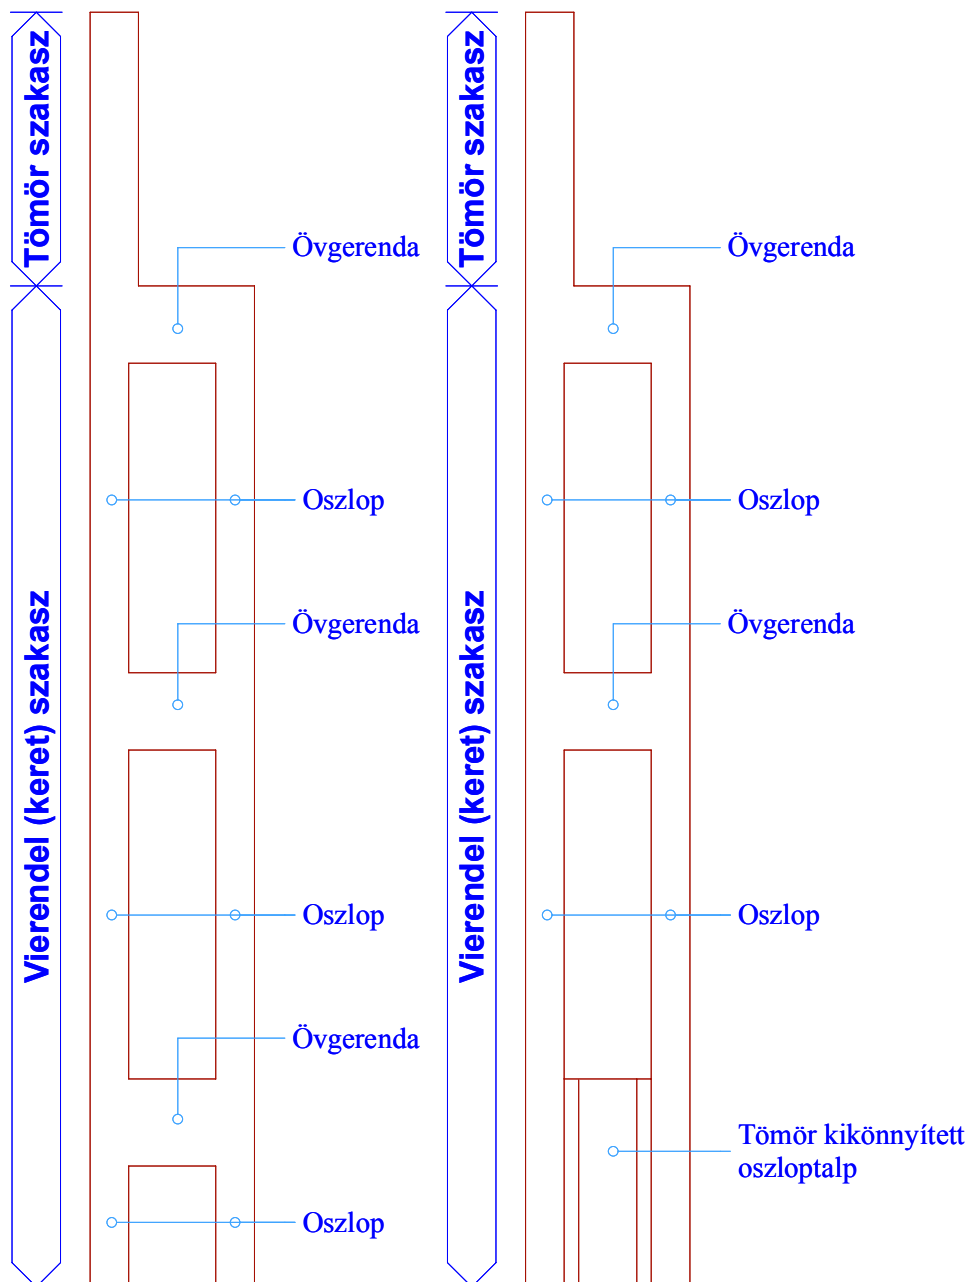 Tömör szakasz
Övgerenda
Oszlop
Övgerenda
Vierendel (keret) szakasz
Oszlop
Övgerenda
Oszlop
Tömör szakasz
Övgerenda
Oszlop
Övgerenda
Vierendel (keret) szakasz
Oszlop
Tömör kikönnyített
oszloptalp